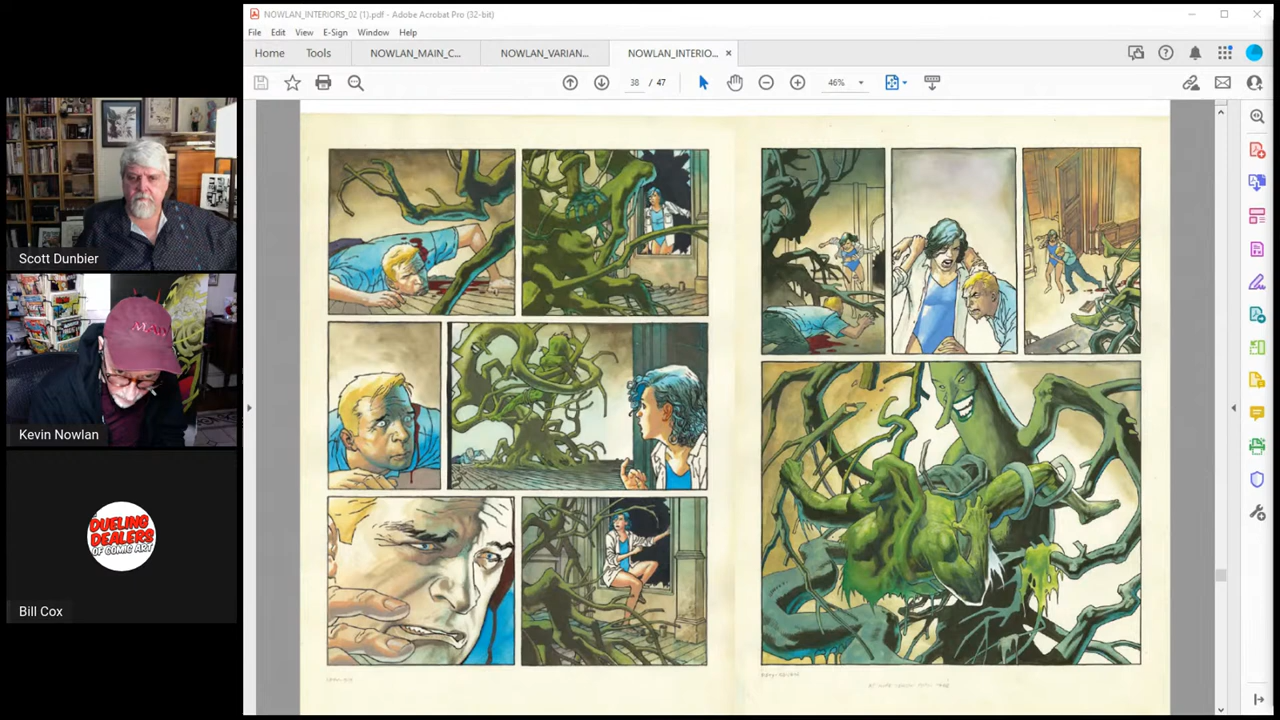 NOWLAN_INTERIORS_02 (1).pdf - Adobe Acrobat Pro (32-bit)
File Edit View E-Sign Window Help
Home Tools NOWLAN_MAIN_C... NOWLAN_VARIAN... NOWLAN_INTERIO... ×
38 / 47 46%
Scott Dunbier
MAD
Kevin Nowlan
DUELING
DEALERS
OF COMIC ART
Bill Cox